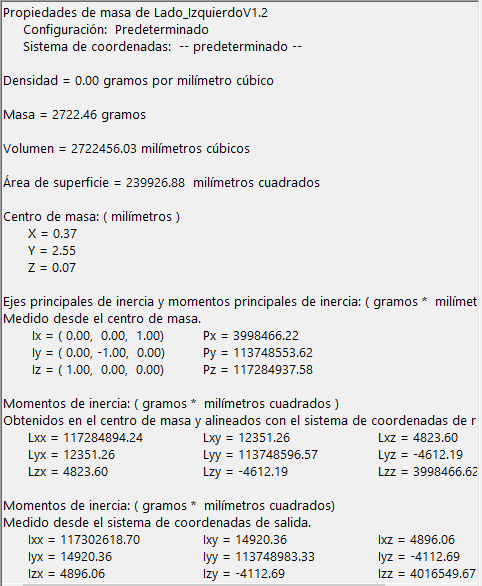 Propiedades de masa de Lado_IzquierdoV1.2
Configuración: Predeterminado
Sistema de coordenadas: -- predeterminado --
Densidad = 0.00 gramos por milímetro cúbico
Masa = 2722.46 gramos
Volumen = 2722456.03 milímetros cúbicos
Área de superficie = 239926.88 milímetros cuadrados
Centro de masa: ( milímetros )
X = 0.37
Y = 2.55
Z = 0.07
Ejes principales de inercia y momentos principales de inercia: ( gramos * milímet
Medido desde el centro de masa.
Ix = ( 0.00, 0.00, 1.00) Px = 3998466.22
Iy = ( 0.00, -1.00, 0.00) Py = 113748553.62
Iz = ( 1.00, 0.00, 0.00) Pz = 117284937.58
Momentos de inercia: ( gramos * milímetros cuadrados )
Obtenidos en el centro de masa y alineados con el sistema de coordenadas de r
Lxx = 117284894.24 Lxy = 12351.26 Lxz = 4823.60
Lyx = 12351.26 Lyy = 113748596.57 Lyz = -4612.19
Lzx = 4823.60 Lzy = -4612.19 Lzz = 3998466.62
Momentos de inercia: ( gramos * milímetros cuadrados)
Medido desde el sistema de coordenadas de salida.
Ixx = 117302618.70 Ixy = 14920.36 Ixz = 4896.06
Iyx = 14920.36 Iyy = 113748983.33 Iyz = -4112.69
Izx = 4896.06 Izy = -4112.69 Izz = 4016549.67